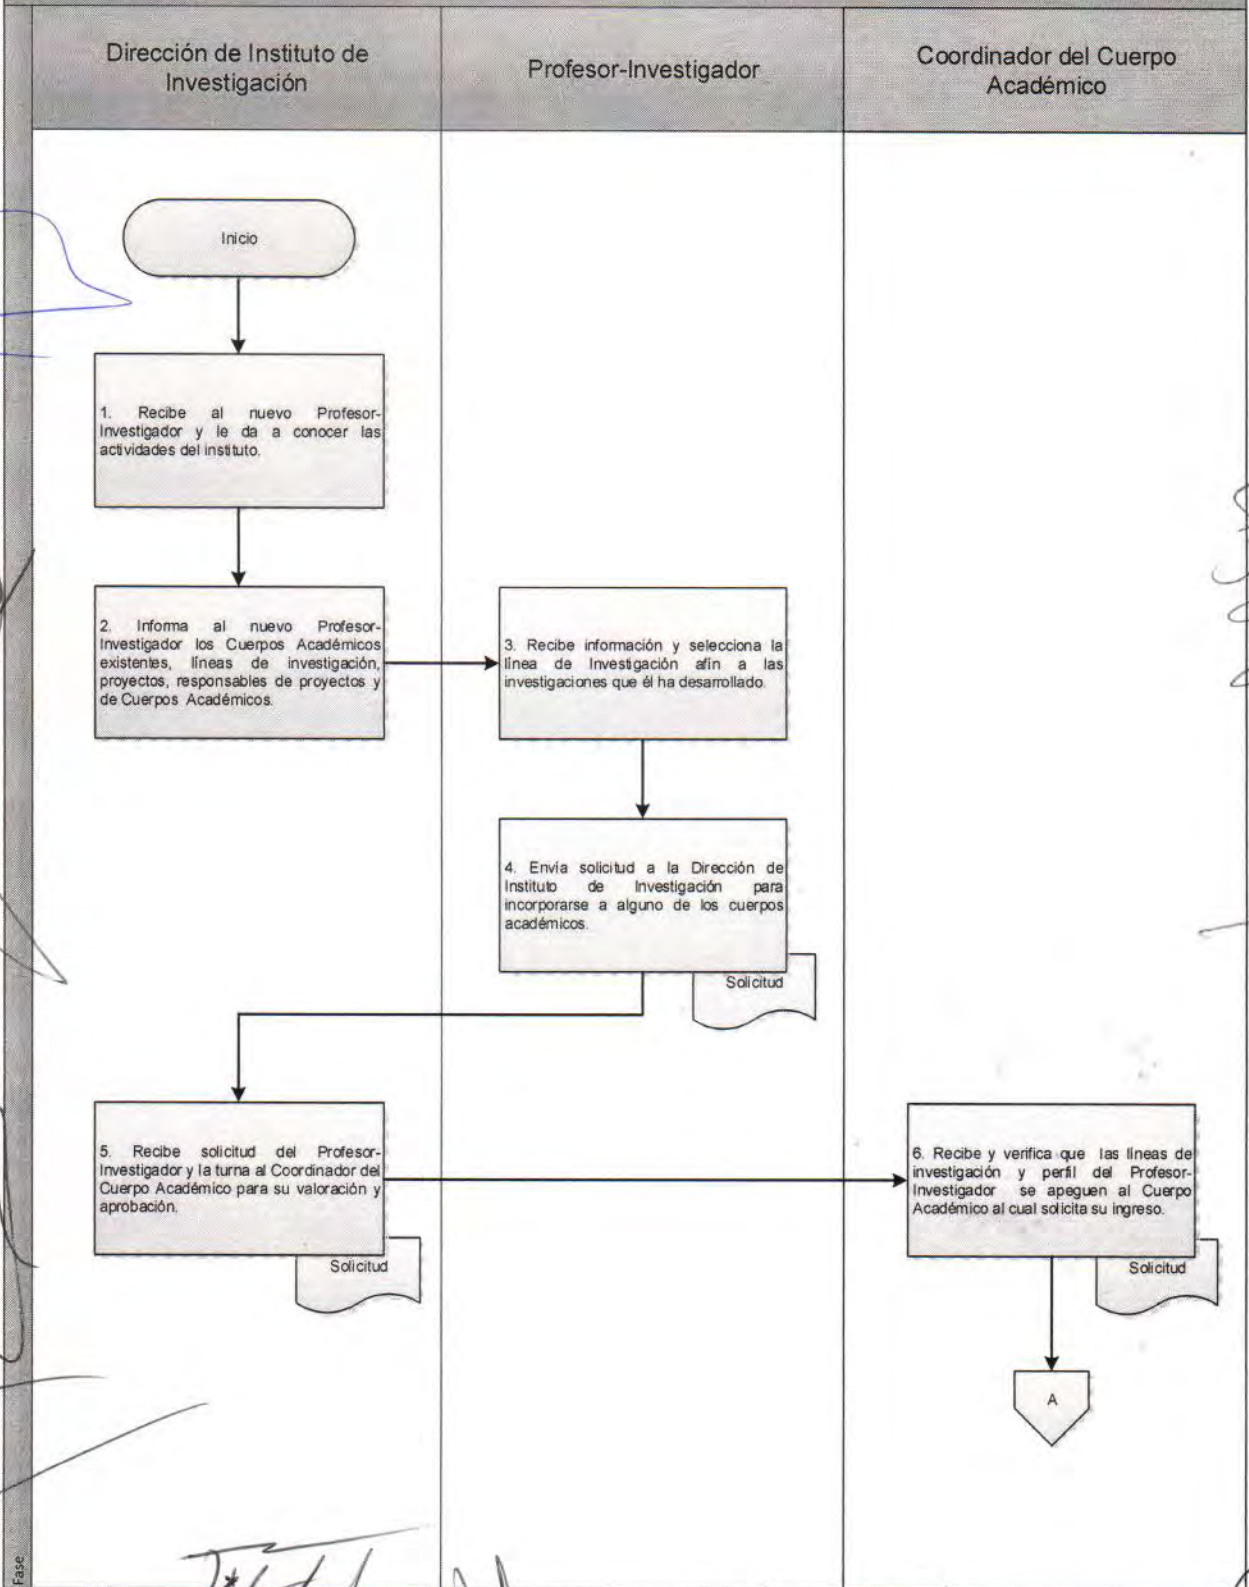 Dirección de Instituto de
Investigación
Profesor-Investigador
Coordinador del Cuerpo
Académico
Inicio
1. Recibe al nuevo Profesor-
Investigador y le da a conocer las
actividades del instituto.
2. Informa al nuevo Profesor-
Investigador los Cuerpos Académicos
existentes, líneas de investigación,
proyectos, responsables de proyectos y
de Cuerpos Académicos.
3. Recibe información y selecciona la
línea de Investigación afín a las
investigaciones que él ha desarrollado.
4. Envía solicitud a la Dirección de
Instituto de Investigación para
incorporarse a alguno de los cuerpos
académicos.
Solicitud
5. Recibe solicitud del Profesor-
Investigador y la turna al Coordinador del
Cuerpo Académico para su valoración y
aprobación.
Solicitud
6. Recibe y verifica que las líneas de
investigación y perfil del Profesor-
Investigador se apeguen al Cuerpo
Académico al cual solicita su ingreso.
Solicitud
A
Fase